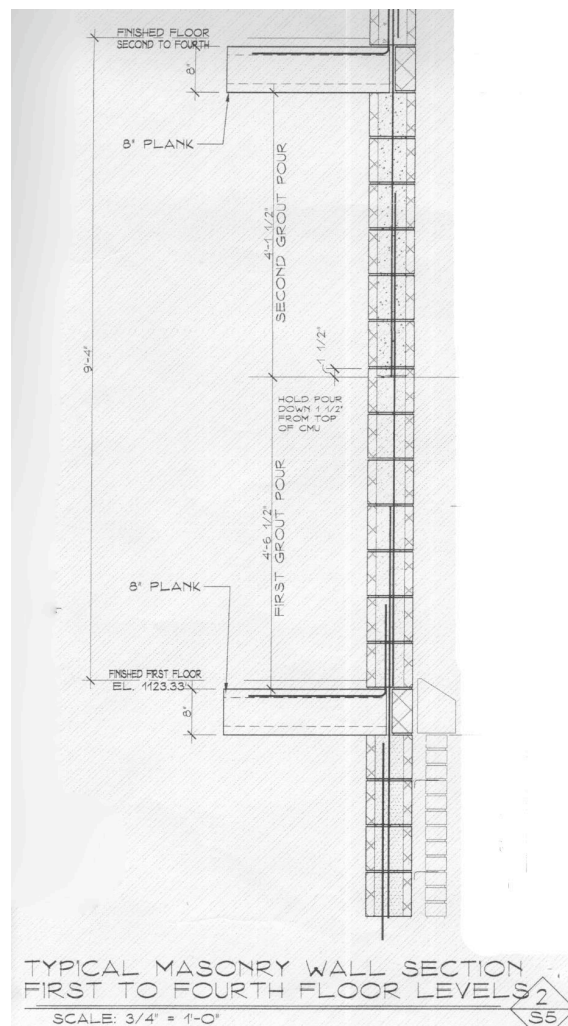 FINISHED FLOOR
SECOND TO FOURTH
8"
8" PLANK
9'-4"
4'-1 1/2"
SECOND GROUT POUR
1 1/2"
HOLD POUR
DOWN 1 1/2"
FROM TOP
OF CMU
4'-6 1/2"
FIRST GROUT POUR
8" PLANK
FINISHED FIRST FLOOR
EL. 1123.33'
8"
TYPICAL MASONRY WALL SECTION
FIRST TO FOURTH FLOOR LEVELS
2
S5
SCALE: 3/4" = 1'-0"